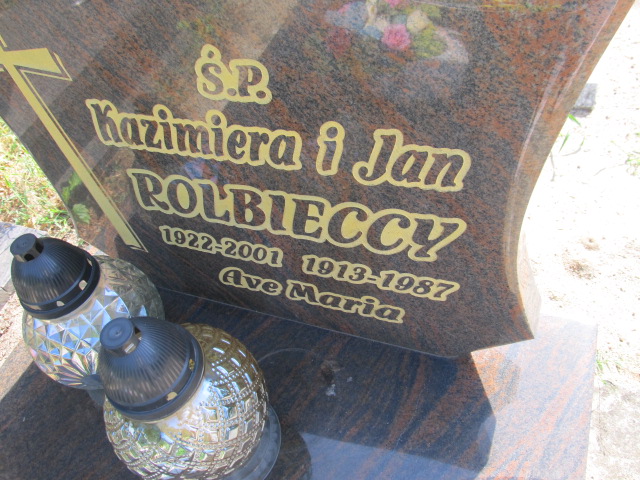 Ś.P.
Kazimiera i Jan
ROLBIECCY
1922-2001 1913-1987
Ave Maria